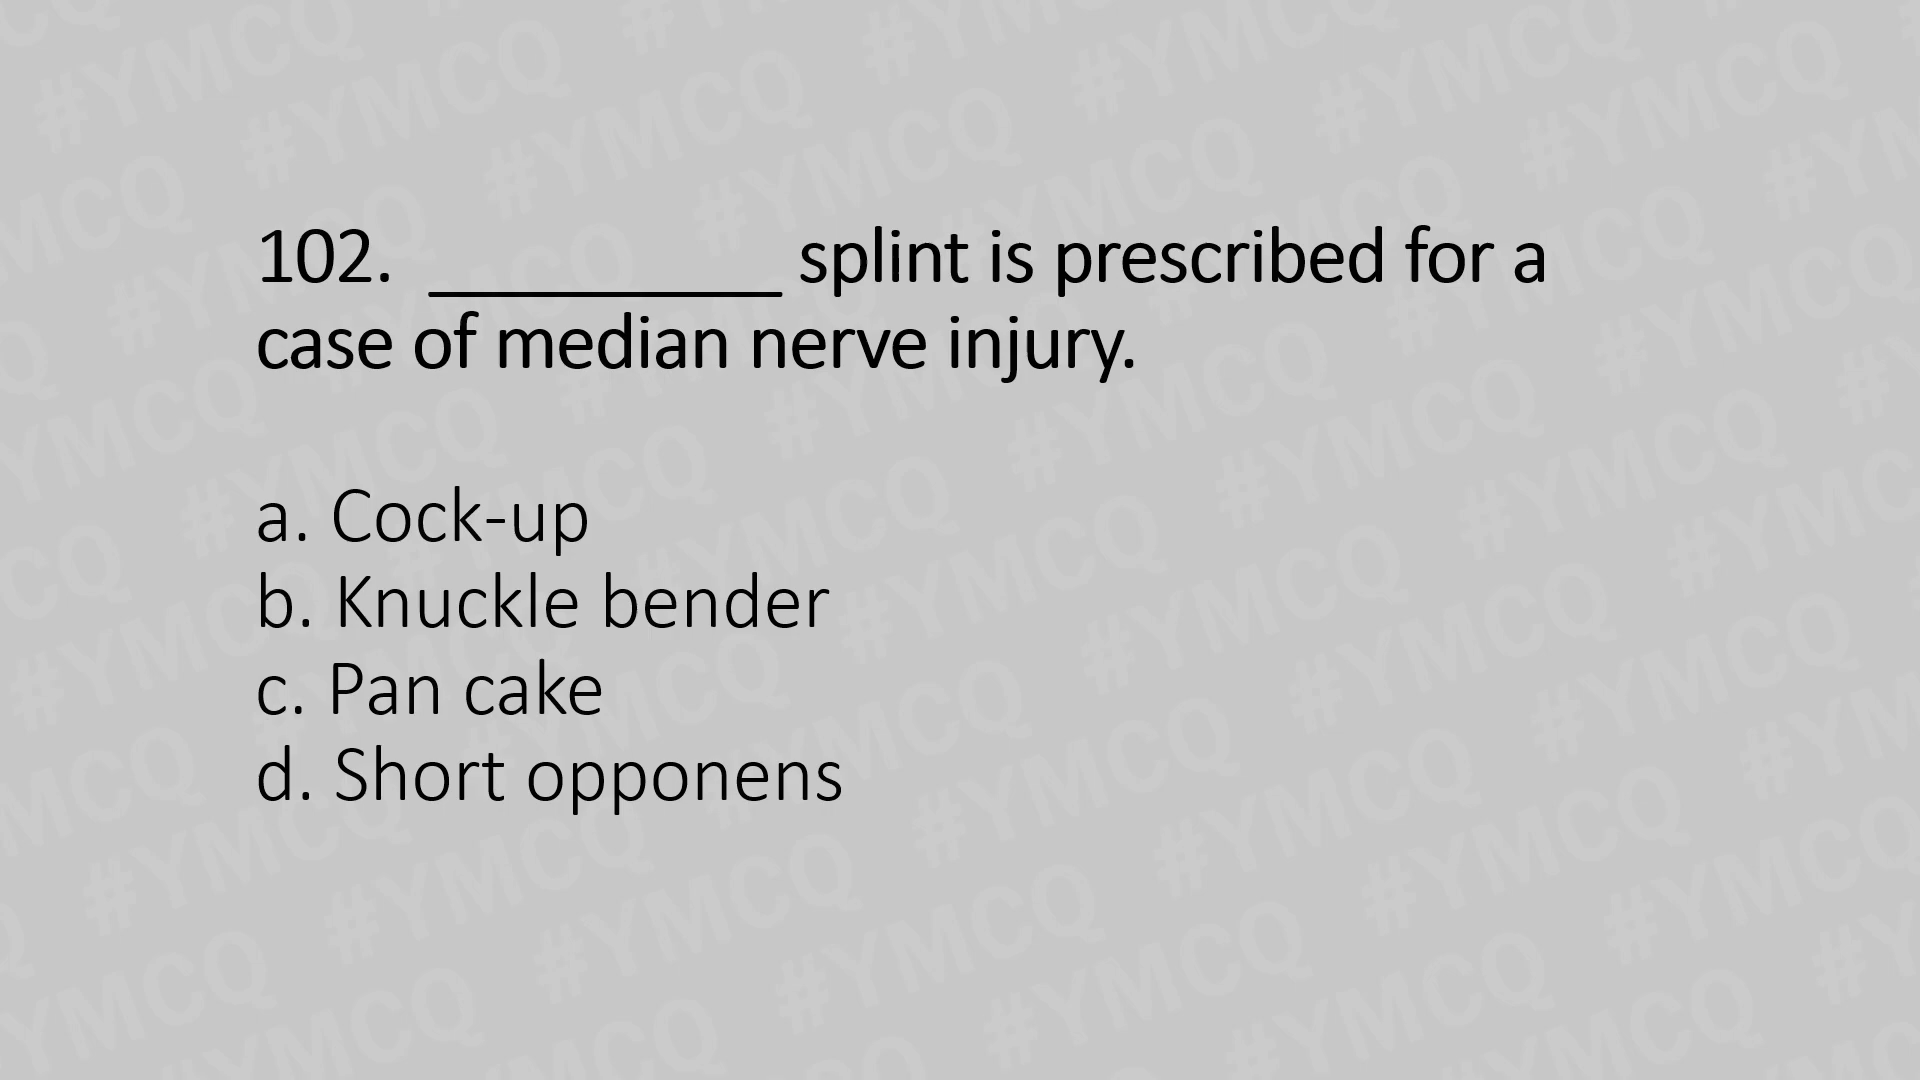 102. __________ splint is prescribed for a
case of median nerve injury.
a. Cock-up
b. Knuckle bender
c. Pan cake
d. Short opponens
#YMCQ